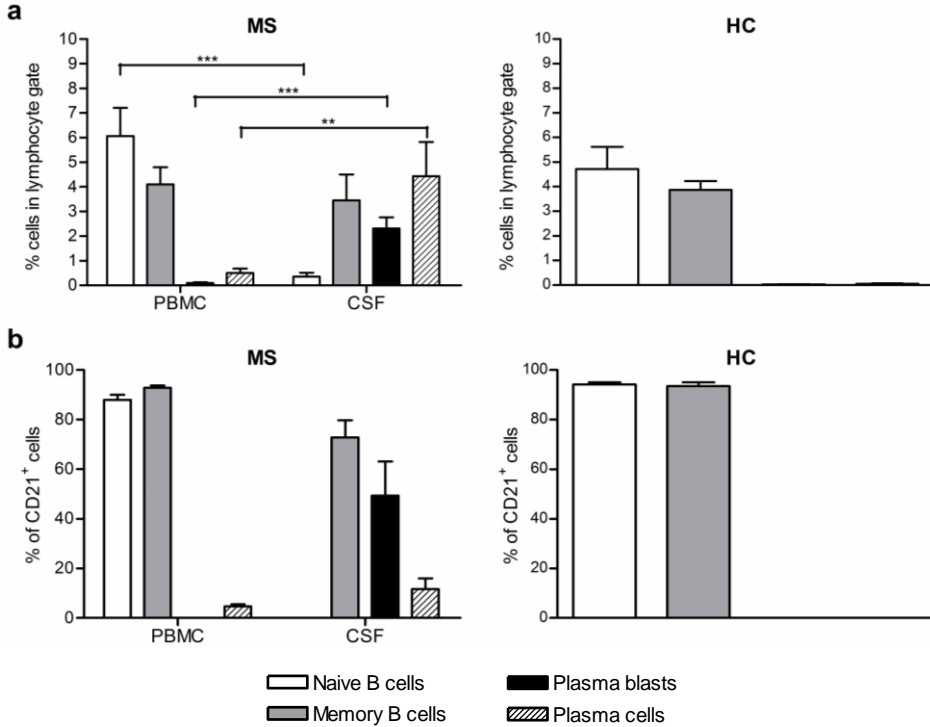 a
MS
HC
% cells in lymphocyte gate
10
9
8
7
6
5
4
3
2
1
0
***
***
**
PBMC CSF
% cells in lymphocyte gate
10
9
8
7
6
5
4
3
2
1
0
b
MS
HC
% of CD21+ cells
100
80
60
40
20
0
PBMC CSF
% of CD21+ cells
100
80
60
40
20
0
Naive B cells Plasma blasts
Memory B cells Plasma cells